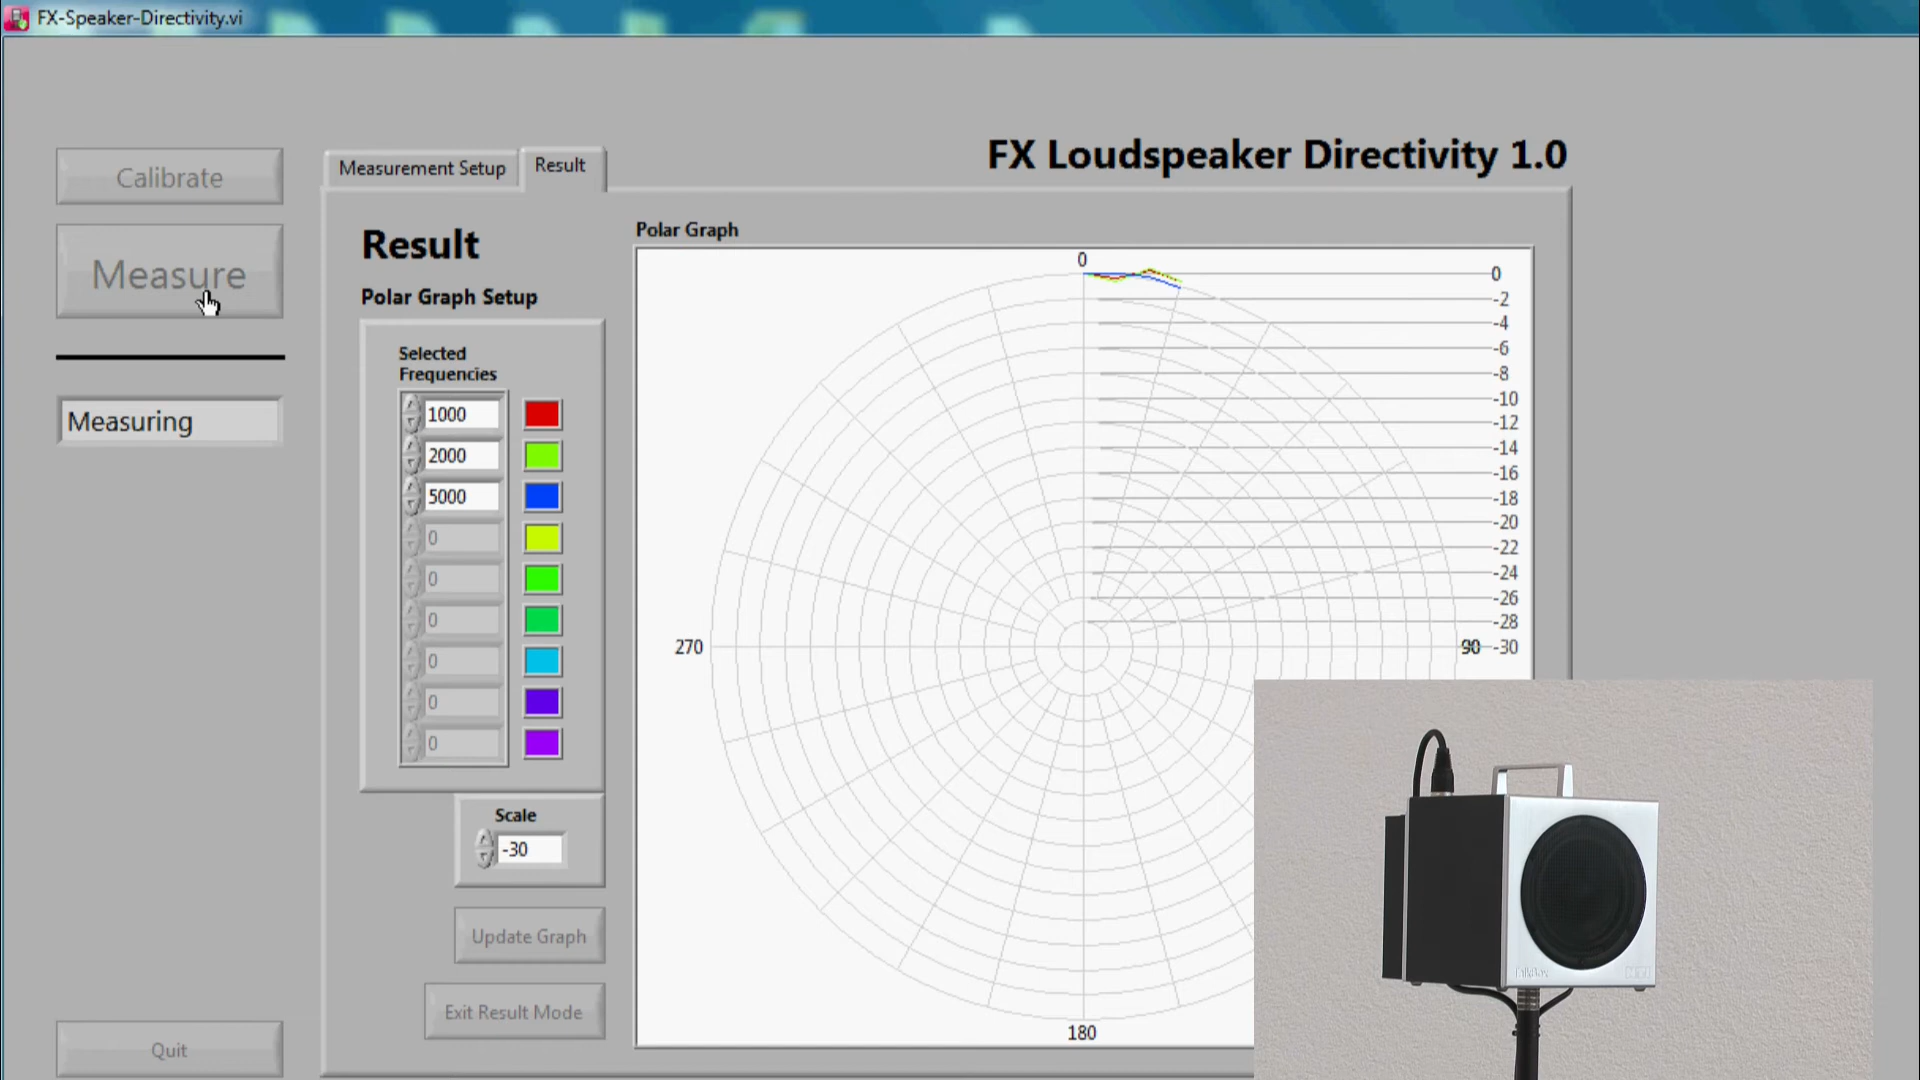 FX-Speaker-Directivity.vi
FX Loudspeaker Directivity 1.0
Calibrate
Measure
Measuring
Quit
Measurement Setup
Result
Result
Polar Graph Setup
Selected
Frequencies
1000
2000
5000
0
0
0
0
0
0
Scale
-30
Update Graph
Exit Result Mode
Polar Graph
0
270
90
180
0
-2
-4
-6
-8
-10
-12
-14
-16
-18
-20
-22
-24
-26
-28
-30
TalkBox